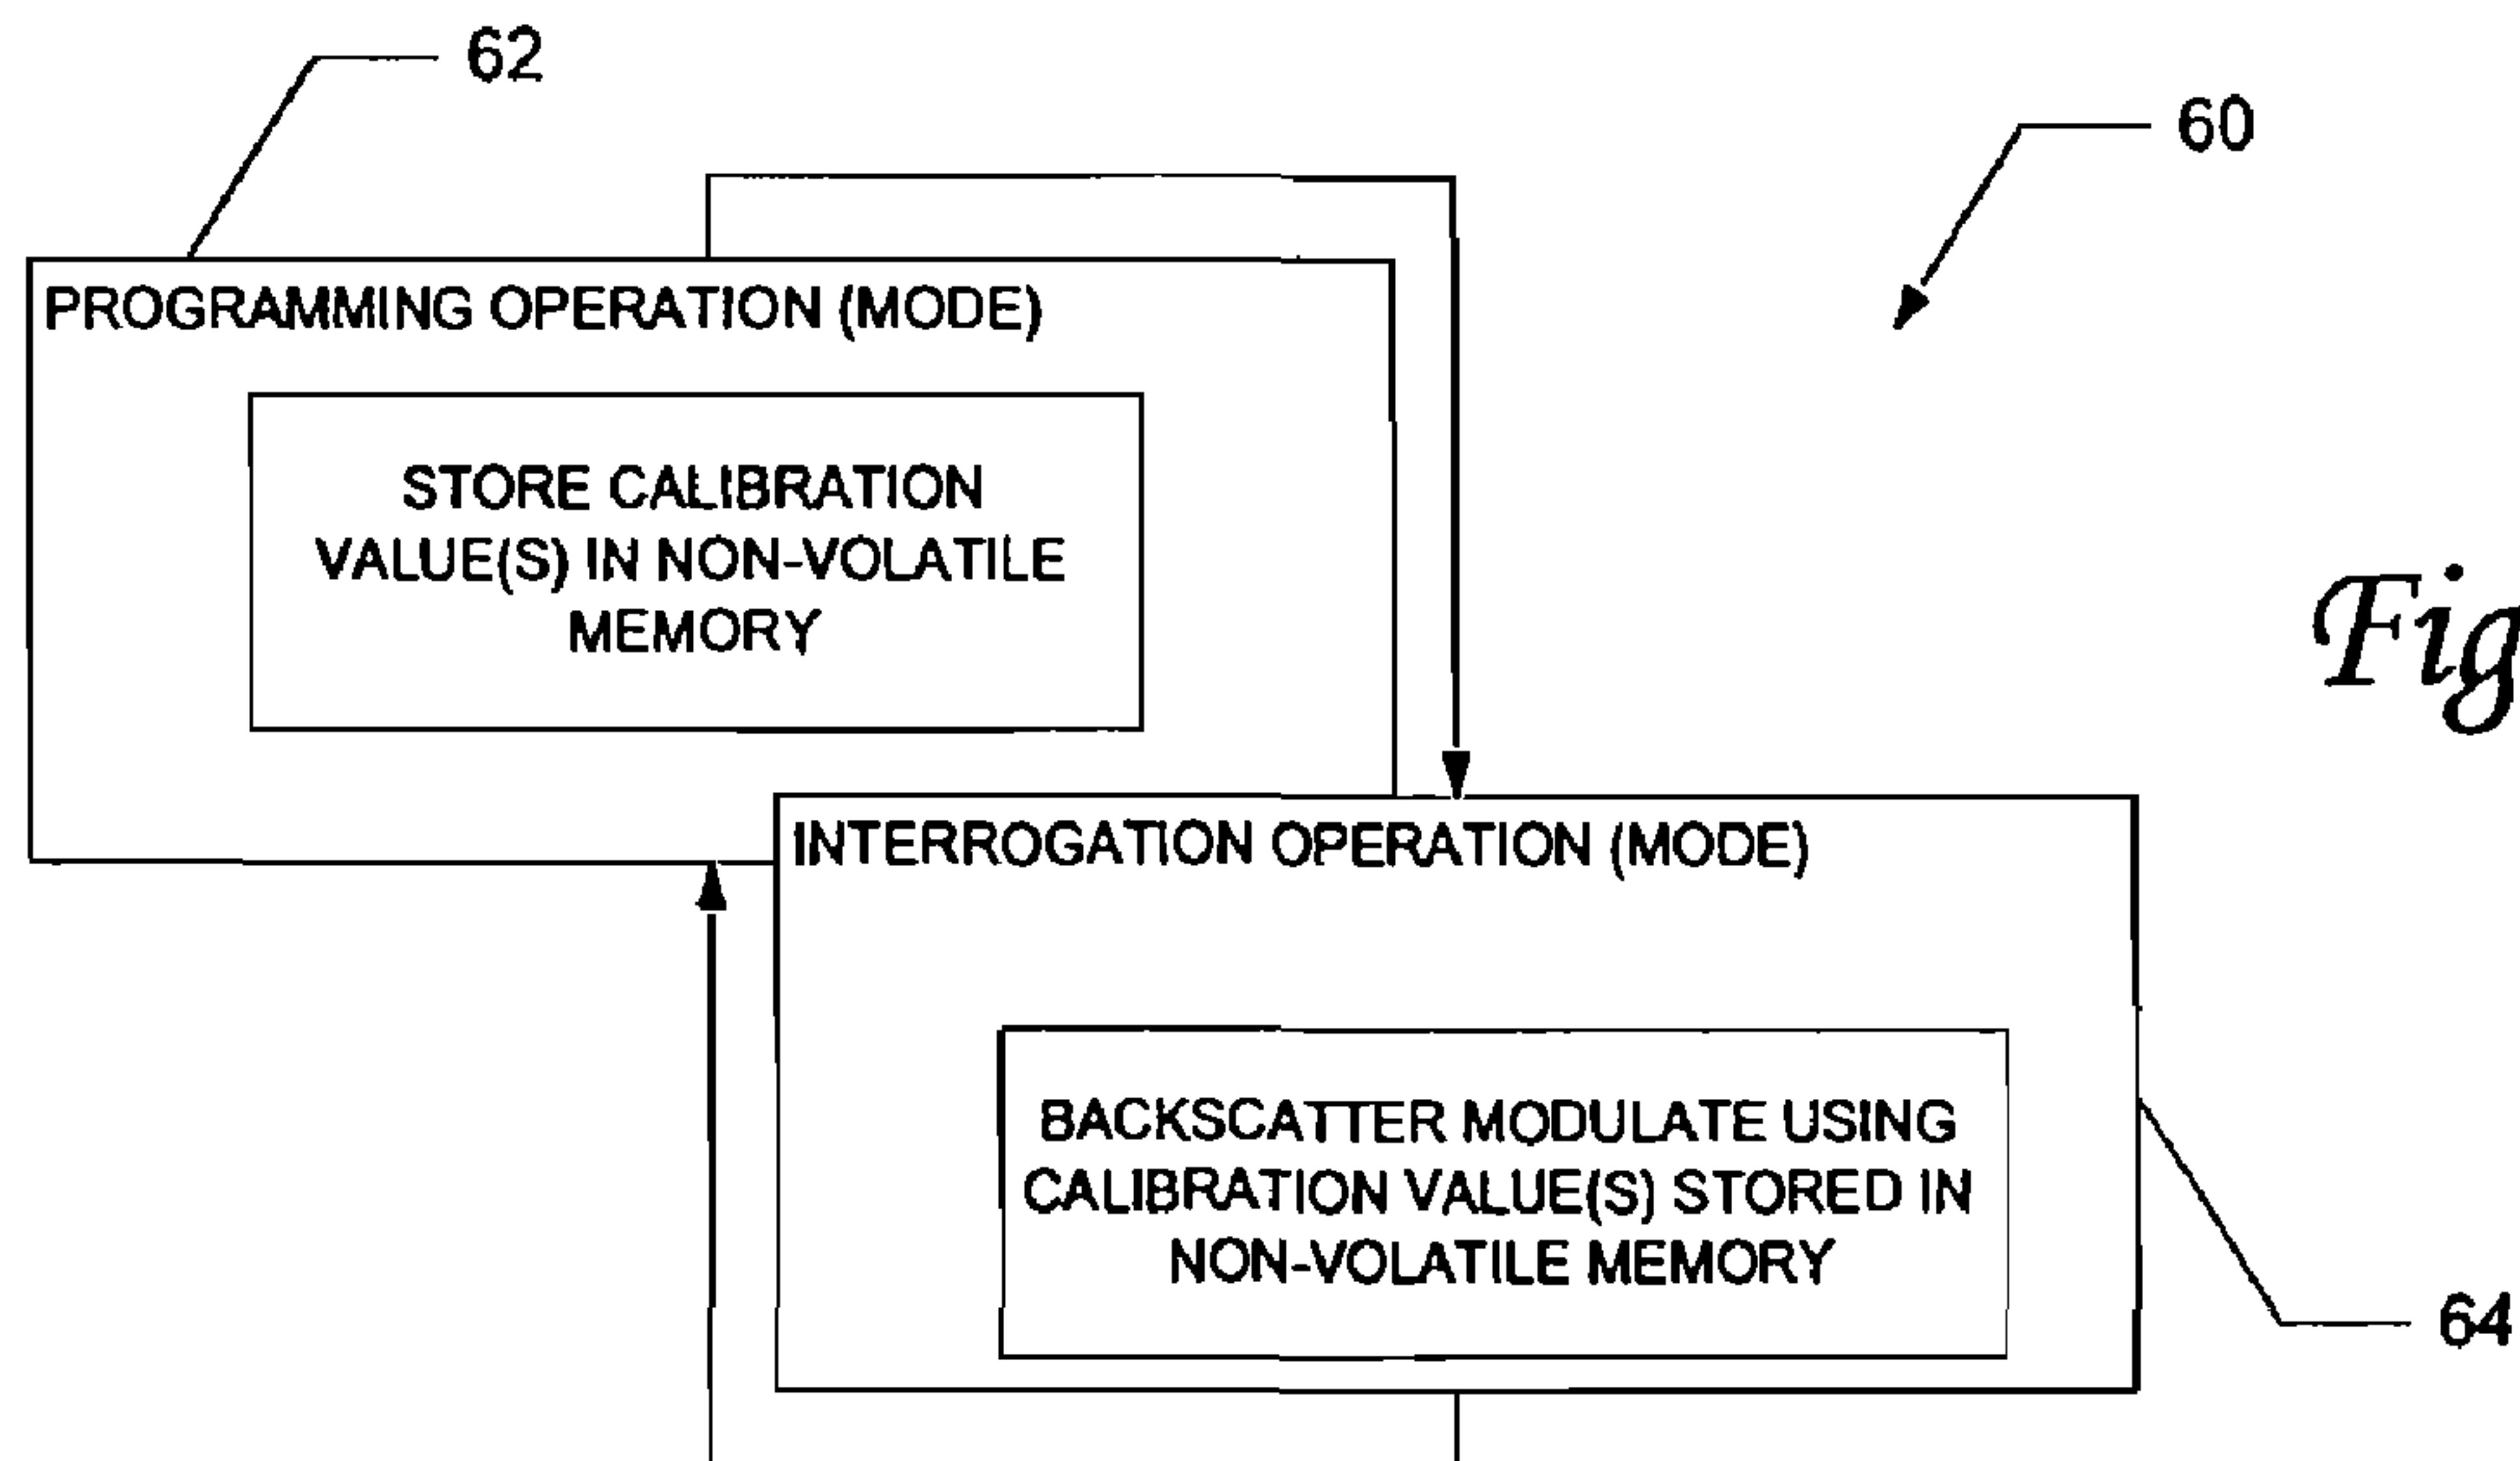 62
60
PROGRAMMING OPERATION (MODE)
STORE CALIBRATION
VALUE(S) IN NON-VOLATILE
MEMORY
Fig
INTERROGATION OPERATION (MODE)
BACKSCATTER MODULATE USING
CALIBRATION VALUE(S) STORED IN
NON-VOLATILE MEMORY
64